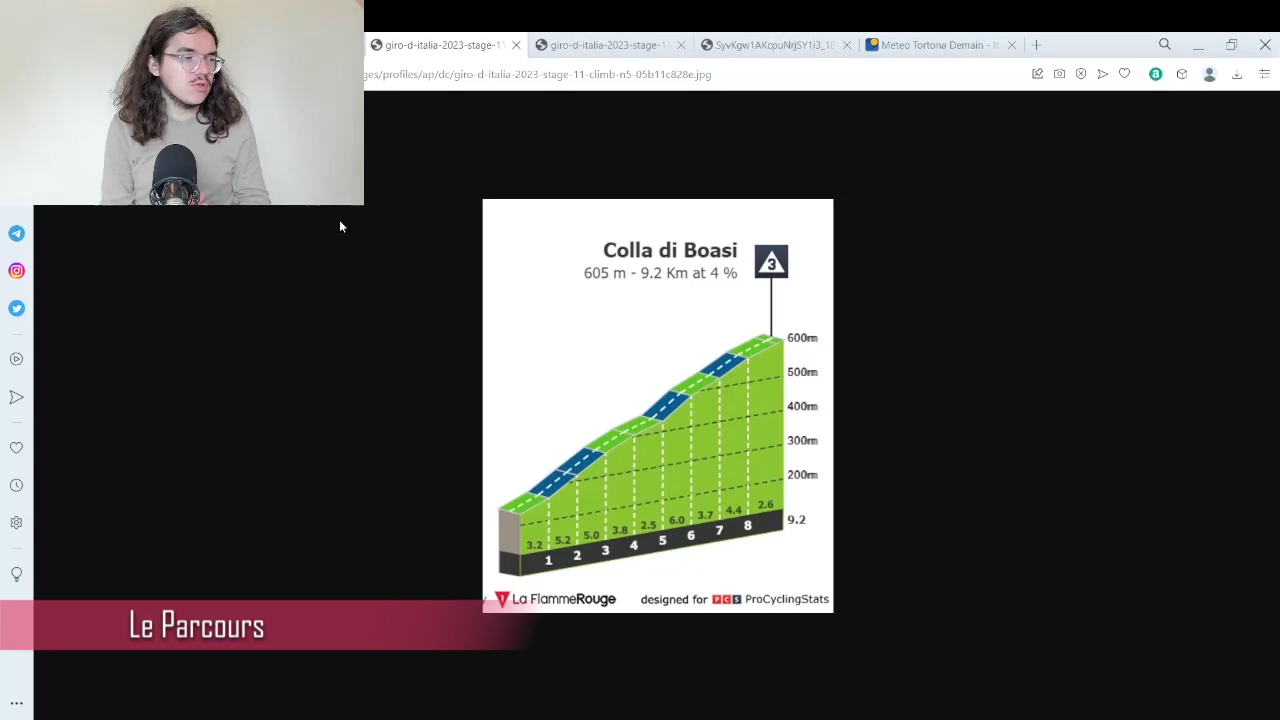 giro-d-italia-2023-stage-11
giro-d-italia-2023-stage-1
SyvKgw1AKcpuNrjSY1i3_1
Meteo Tortona Demain - It
ges/profiles/ap/dc/giro-d-italia-2023-stage-11-climb-n5-05b11c828e.jpg
Colla di Boasi
605 m - 9.2 Km at 4 %
3
600m
500m
400m
300m
200m
9.2
3.2 5.2 5.0 3.8 2.5 6.0 3.7 4.4 2.6
1 2 3 4 5 6 7 8
La FlammeRouge designed for PCS ProCyclingStats
Le Parcours